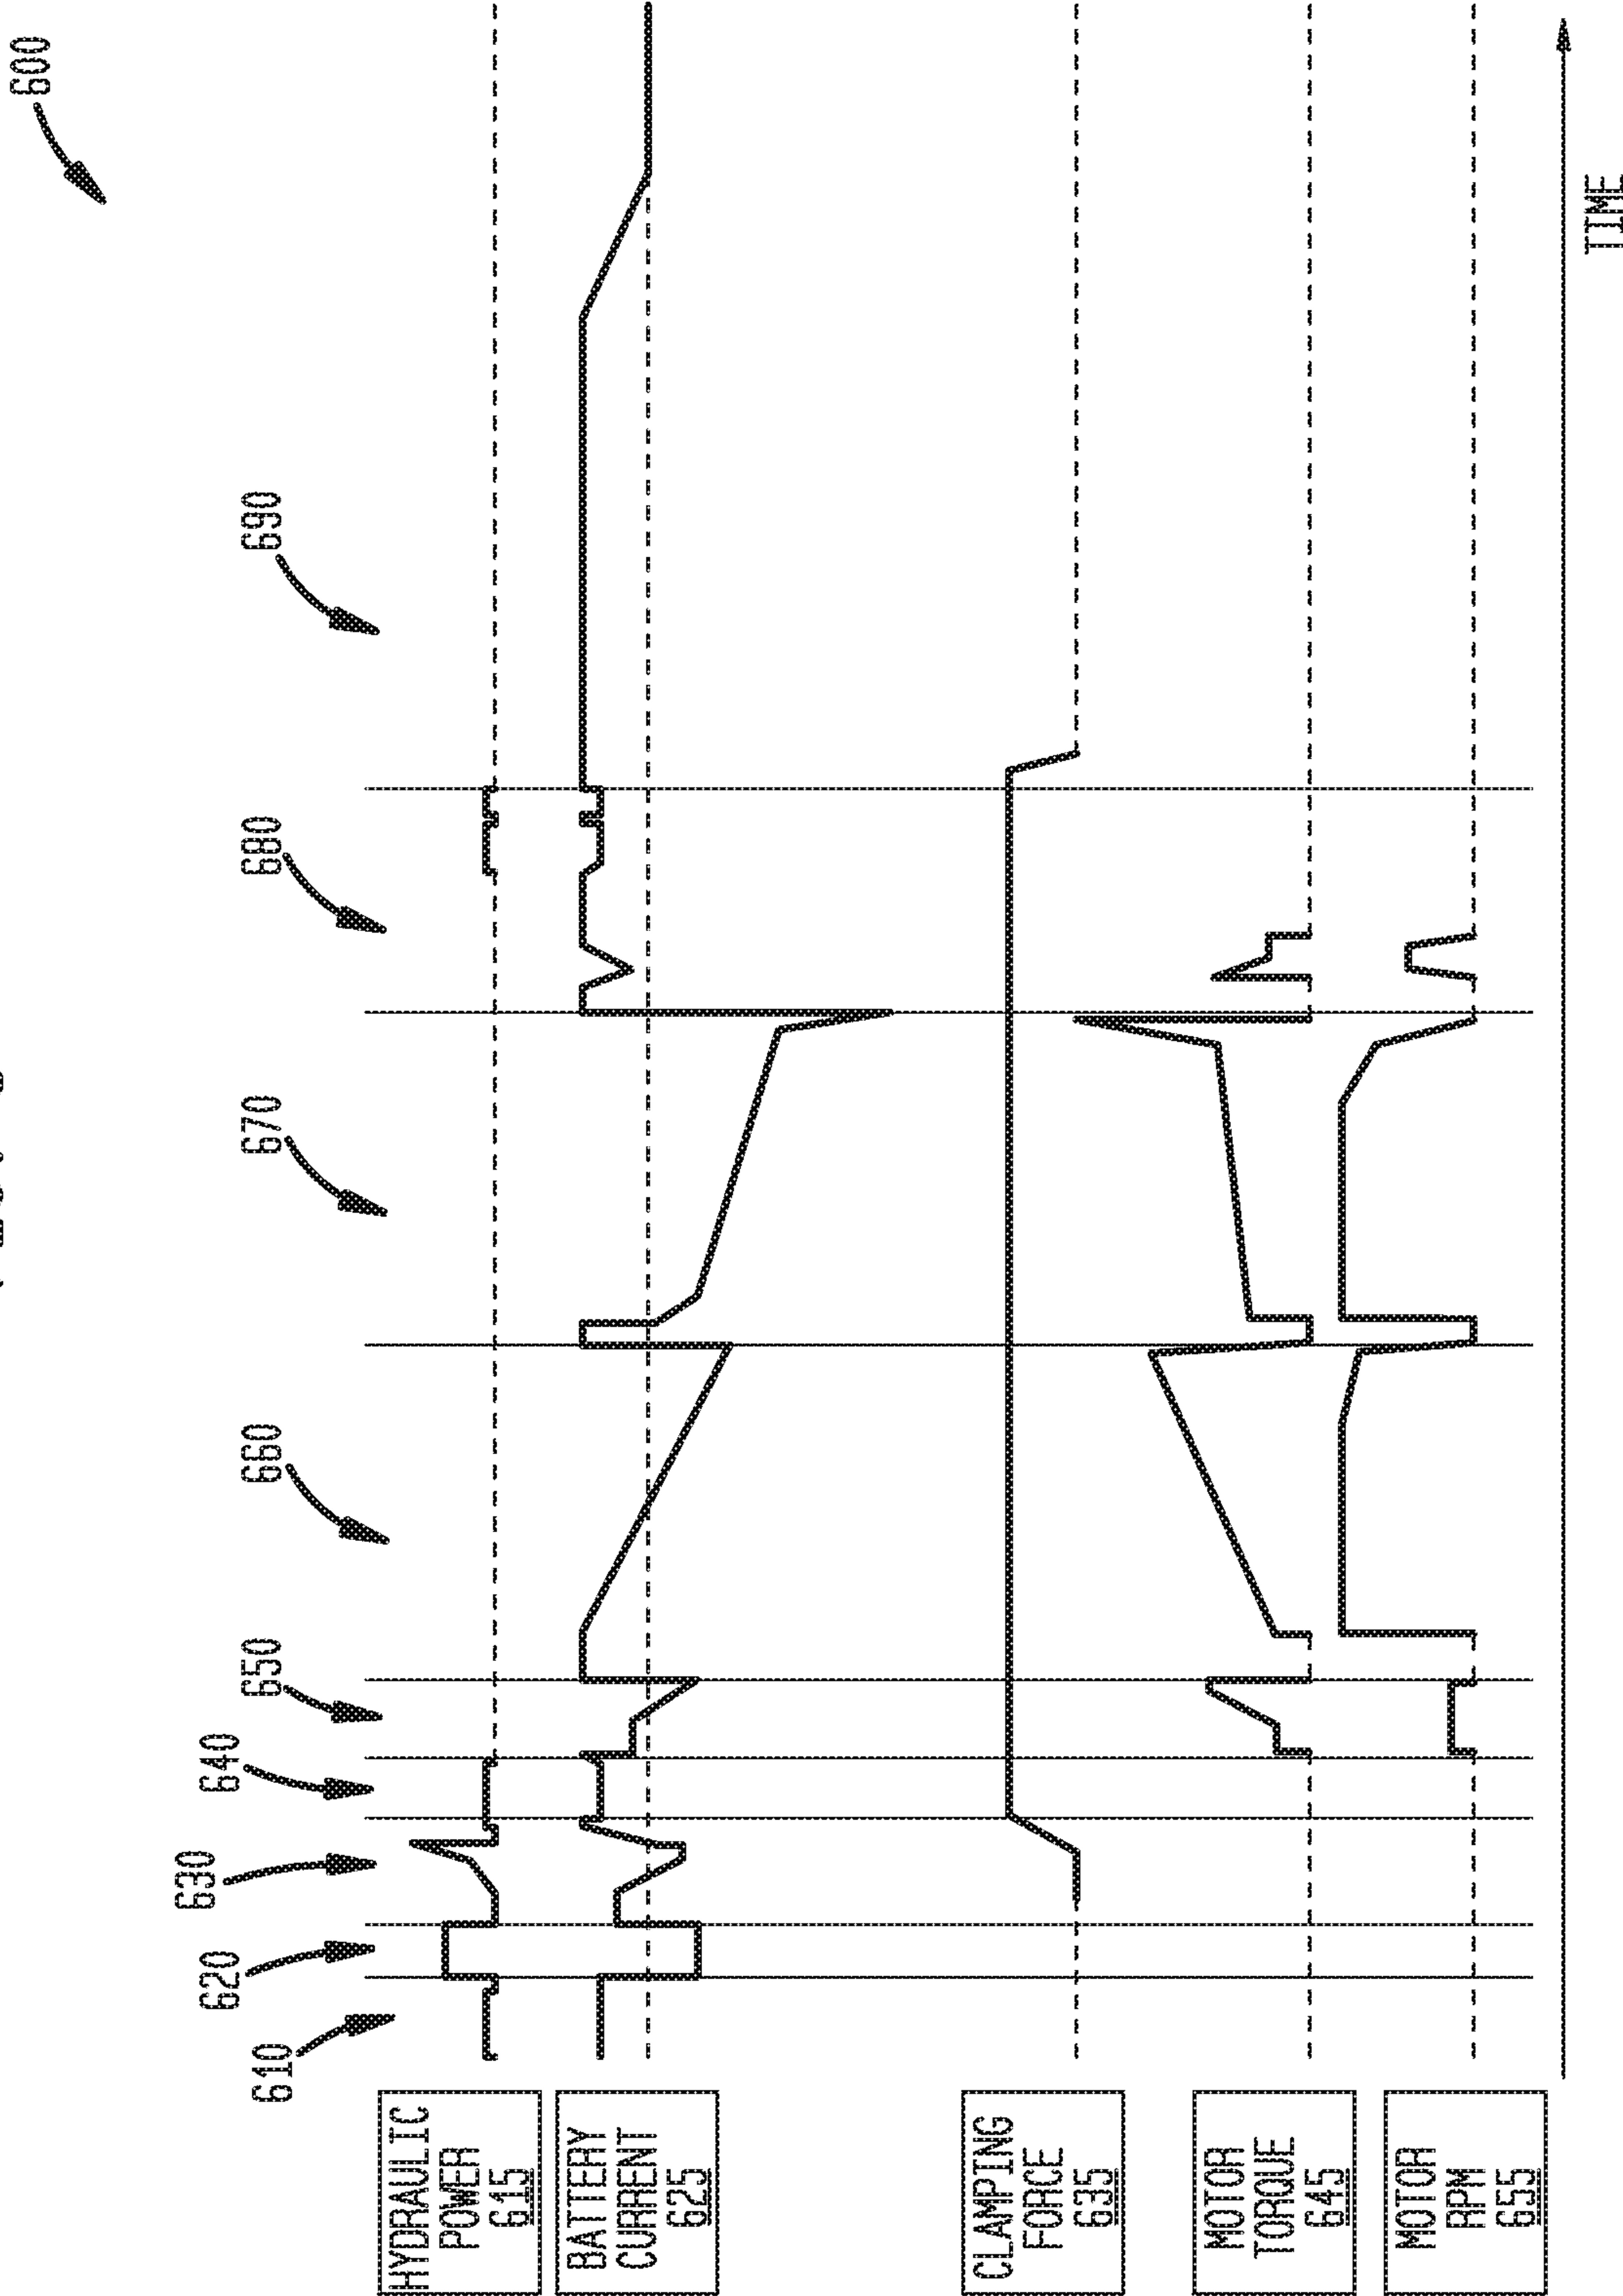 600
610
620
630
640
650
660
670
680
690
HYDRAULIC
POWER
615
BATTERY
CURRENT
625
CLAMPING
FORCE
635
MOTOR
TORQUE
645
MOTOR
RPM
655
TIME